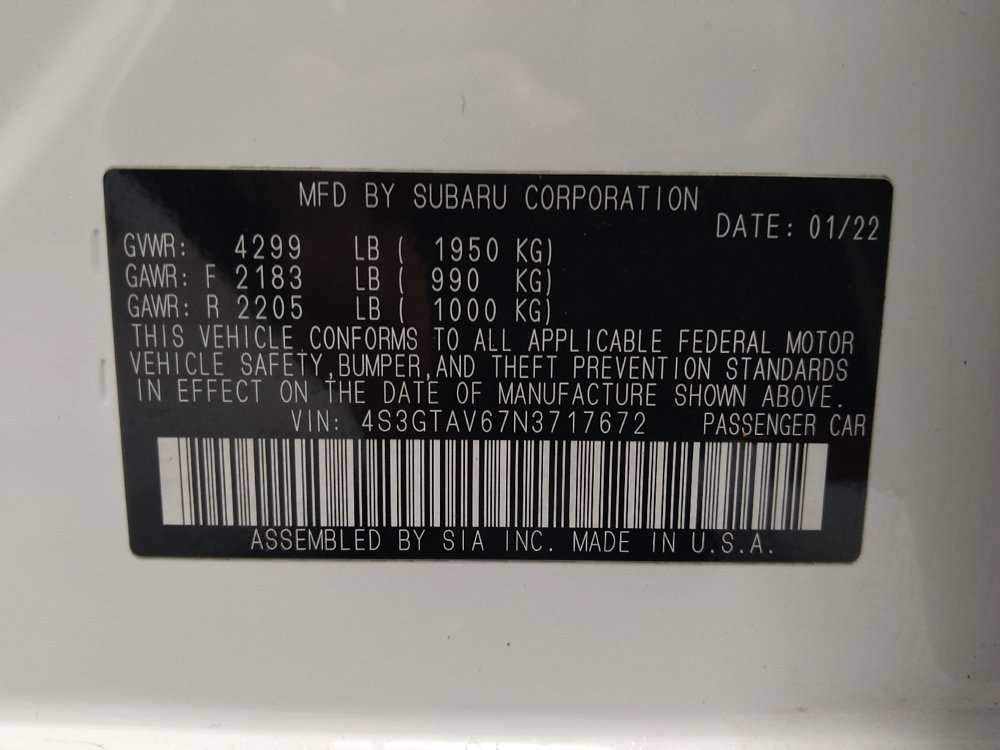 MFD BY SUBARU CORPORATION
DATE: 01/22
GVWR: 4299 LB ( 1950 KG)
GAWR: F 2183 LB ( 990 KG)
GAWR: R 2205 LB ( 1000 KG)
THIS VEHICLE CONFORMS TO ALL APPLICABLE FEDERAL MOTOR
VEHICLE SAFETY,BUMPER,AND THEFT PREVENTION STANDARDS
IN EFFECT ON THE DATE OF MANUFACTURE SHOWN ABOVE.
VIN: 4S3GTAV67N3717672 PASSENGER CAR
ASSEMBLED BY SIA INC. MADE IN U.S.A.